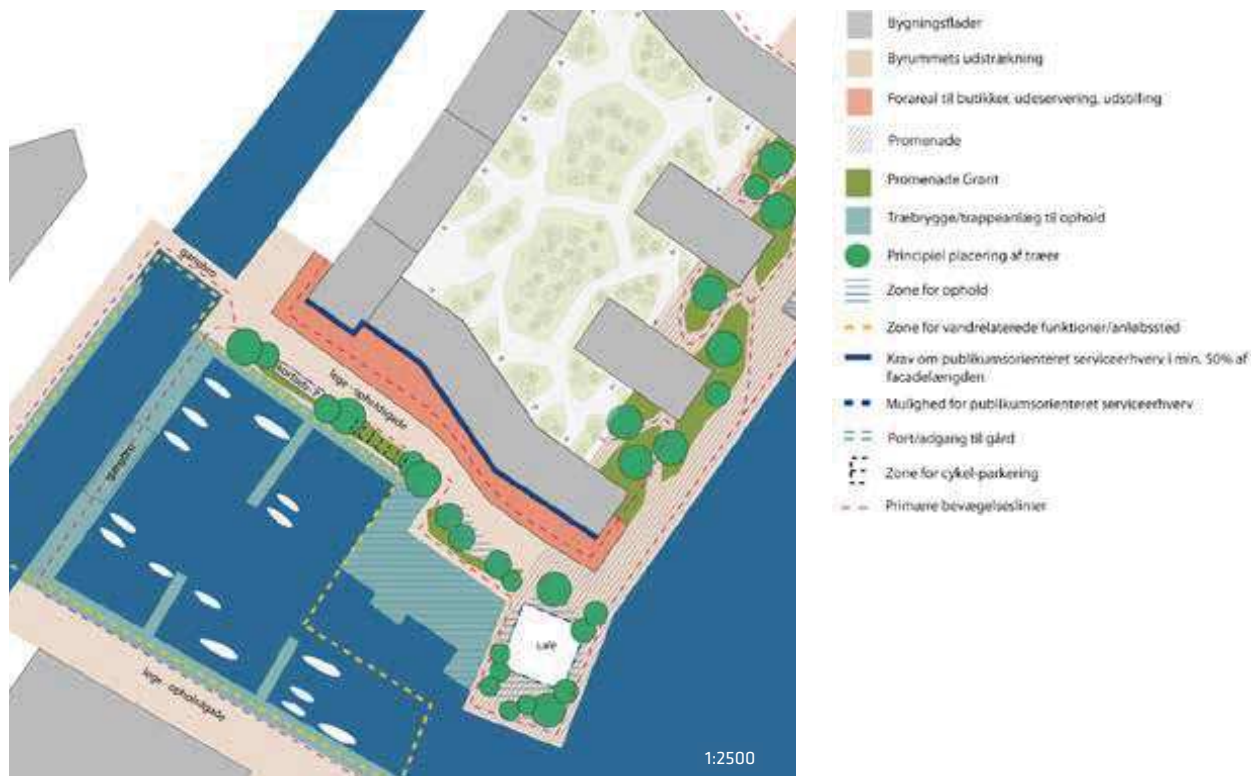 gangbro
gangbro
lege - opholdsgade
lege - opholdsgade
1:2500
Bygningsflader
Byrummets udstrækning
Forareal til butikker, udeservering, udstilling
Promenade
Promenade Grønt
Træbrygge/trappeanlæg til ophold
Principiel placering af træer
Zone for ophold
Zone for vandrelaterede funktioner/anløbssted
Krav om publikumsorienteret serviceerhverv i min. 50% af
facadelængden
Mulighed for publikumsorienteret serviceerhverv
Port/adgang til gård
Zone for cykel-parkering
Primære bevægelseslinier